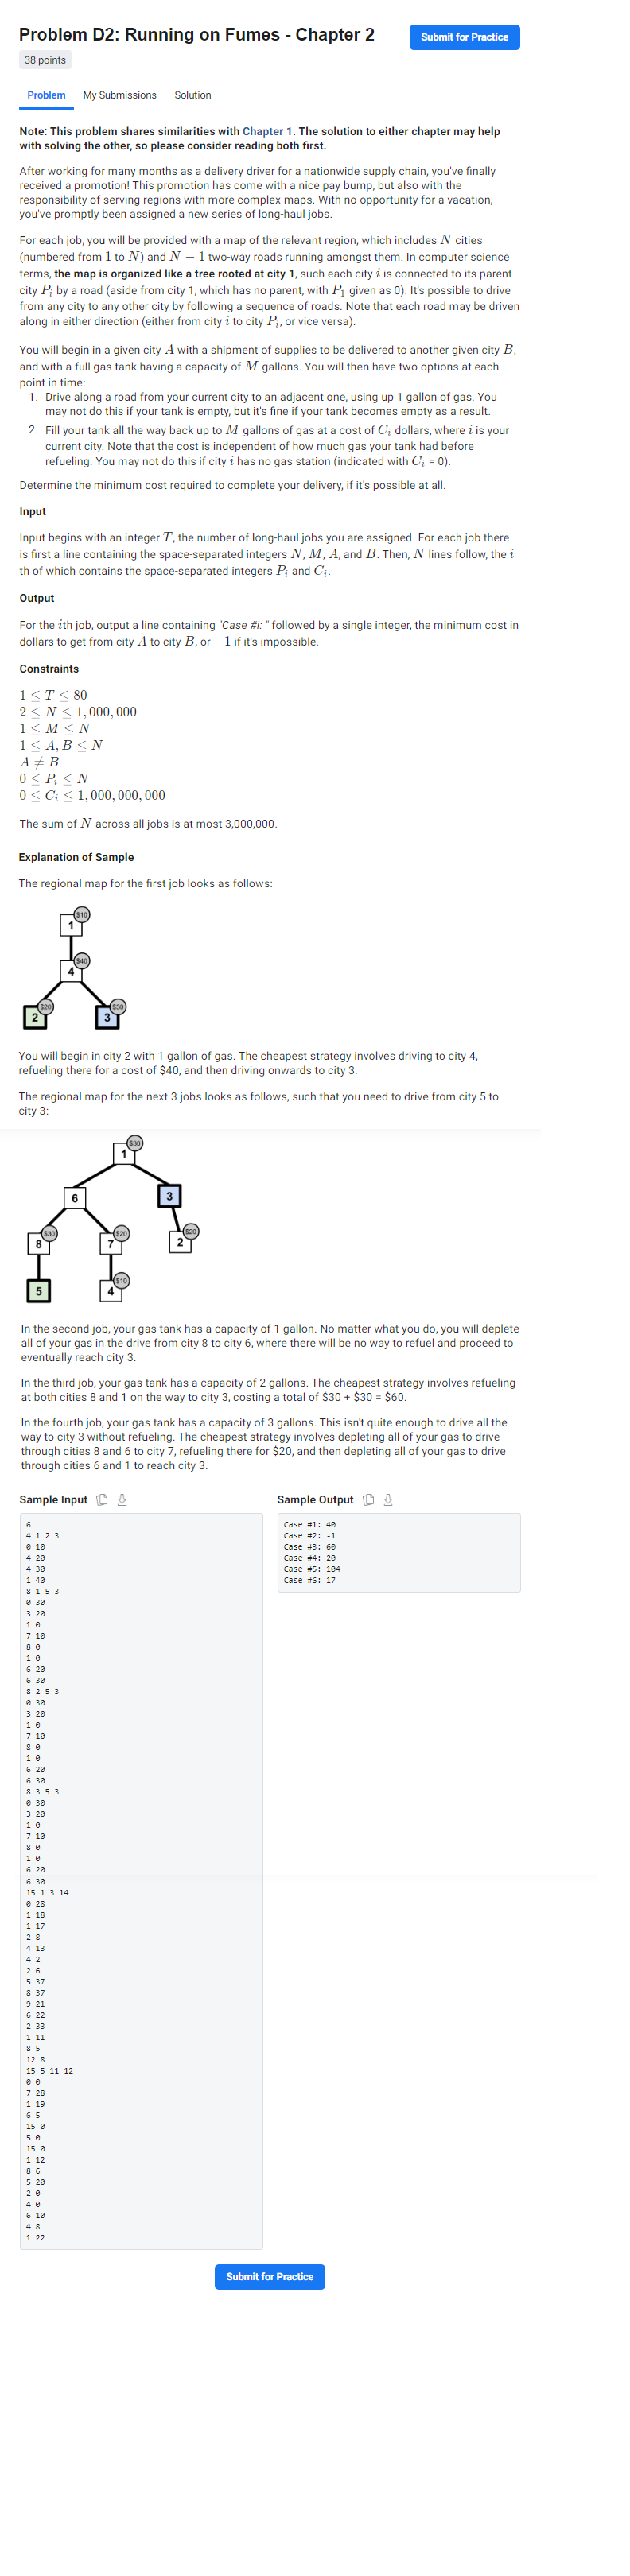 Problem D2: Running on Fumes - Chapter 2
Submit for Practice
38 points
Problem My Submissions Solution
Note: This problem shares similarities with Chapter 1. The solution to either chapter may help
with solving the other, so please consider reading both first.
After working for many months as a delivery driver for a nationwide supply chain, you've finally
received a promotion! This promotion has come with a nice pay bump, but also with the
responsibility of serving regions with more complex maps. With no opportunity for a vacation,
you've promptly been assigned a new series of long-haul jobs.
For each job, you will be provided with a map of the relevant region, which includes N cities
(numbered from 1 to N) and N − 1 two-way roads running amongst them. In computer science
terms, the map is organized like a tree rooted at city 1, such each city i is connected to its parent
city P_i by a road (aside from city 1, which has no parent, with P_1 given as 0). It's possible to drive
from any city to any other city by following a sequence of roads. Note that each road may be driven
along in either direction (either from city i to city P_i, or vice versa).
You will begin in a given city A with a shipment of supplies to be delivered to another given city B,
and with a full gas tank having a capacity of M gallons. You will then have two options at each
point in time:
1. Drive along a road from your current city to an adjacent one, using up 1 gallon of gas. You
may not do this if your tank is empty, but it's fine if your tank becomes empty as a result.
2. Fill your tank all the way back up to M gallons of gas at a cost of C_i dollars, where i is your
current city. Note that the cost is independent of how much gas your tank had before
refueling. You may not do this if city i has no gas station (indicated with C_i = 0).
Determine the minimum cost required to complete your delivery, if it's possible at all.
Input
Input begins with an integer T, the number of long-haul jobs you are assigned. For each job there
is first a line containing the space-separated integers N, M, A, and B. Then, N lines follow, the i
th of which contains the space-separated integers P_i and C_i.
Output
For the ith job, output a line containing "Case #i: " followed by a single integer, the minimum cost in
dollars to get from city A to city B, or −1 if it's impossible.
Constraints
1 ≤ T ≤ 80
2 ≤ N ≤ 1,000,000
1 ≤ M ≤ N
1 ≤ A, B ≤ N
A ≠ B
0 ≤ P_i ≤ N
0 ≤ C_i ≤ 1,000,000,000
The sum of N across all jobs is at most 3,000,000.
Explanation of Sample
The regional map for the first job looks as follows:
$10
1
$40
4
$20
2
$30
3
You will begin in city 2 with 1 gallon of gas. The cheapest strategy involves driving to city 4,
refueling there for a cost of $40, and then driving onwards to city 3.
The regional map for the next 3 jobs looks as follows, such that you need to drive from city 5 to
city 3:
$30
1
6
3
$30
8
$20
7
$20
2
5
$10
4
In the second job, your gas tank has a capacity of 1 gallon. No matter what you do, you will deplete
all of your gas in the drive from city 8 to city 6, where there will be no way to refuel and proceed to
eventually reach city 3.
In the third job, your gas tank has a capacity of 2 gallons. The cheapest strategy involves refueling
at both cities 8 and 1 on the way to city 3, costing a total of $30 + $30 = $60.
In the fourth job, your gas tank has a capacity of 3 gallons. This isn't quite enough to drive all the
way to city 3 without refueling. The cheapest strategy involves depleting all of your gas to drive
through cities 8 and 6 to city 7, refueling there for $20, and then depleting all of your gas to drive
through cities 6 and 1 to reach city 3.
Sample Input
6
4 1 2 3
0 10
4 20
4 30
1 40
8 1 5 3
0 30
3 20
1 0
7 10
8 0
1 0
6 20
6 30
8 2 5 3
0 30
3 20
1 0
7 10
8 0
1 0
6 20
6 30
8 3 5 3
0 30
3 20
1 0
7 10
8 0
1 0
6 20
6 30
15 1 3 14
0 28
1 18
1 17
2 8
4 13
4 2
2 6
5 37
8 37
9 21
6 22
2 33
1 11
8 5
12 8
15 5 11 12
0 0
7 28
1 19
6 5
15 0
5 0
15 0
1 12
8 6
5 20
2 0
4 0
6 10
4 8
1 22
Sample Output
Case #1: 40
Case #2: -1
Case #3: 60
Case #4: 20
Case #5: 104
Case #6: 17
Submit for Practice